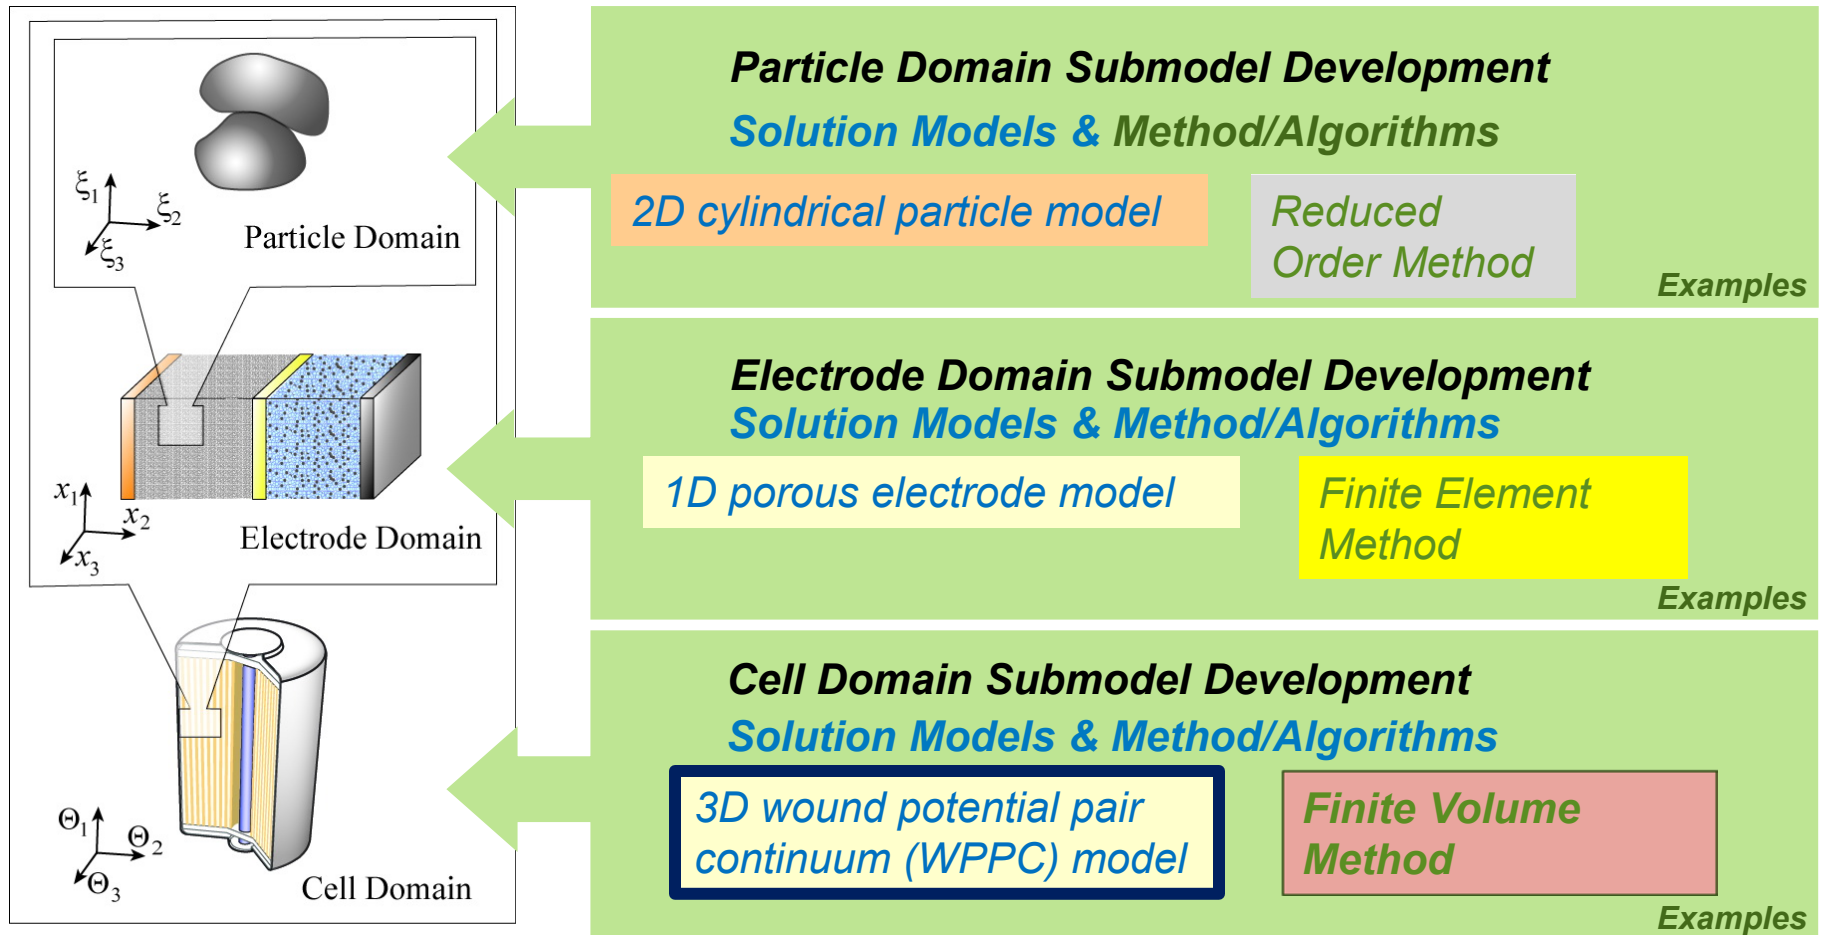 ξ1
ξ2
ξ3
Particle Domain
x1
x2
x3
Electrode Domain
Θ1
Θ2
Θ3
Cell Domain
Particle Domain Submodel Development
Solution Models & Method/Algorithms
2D cylindrical particle model
Reduced
Order Method
Examples
Electrode Domain Submodel Development
Solution Models & Method/Algorithms
1D porous electrode model
Finite Element
Method
Examples
Cell Domain Submodel Development
Solution Models & Method/Algorithms
3D wound potential pair
continuum (WPPC) model
Finite Volume
Method
Examples